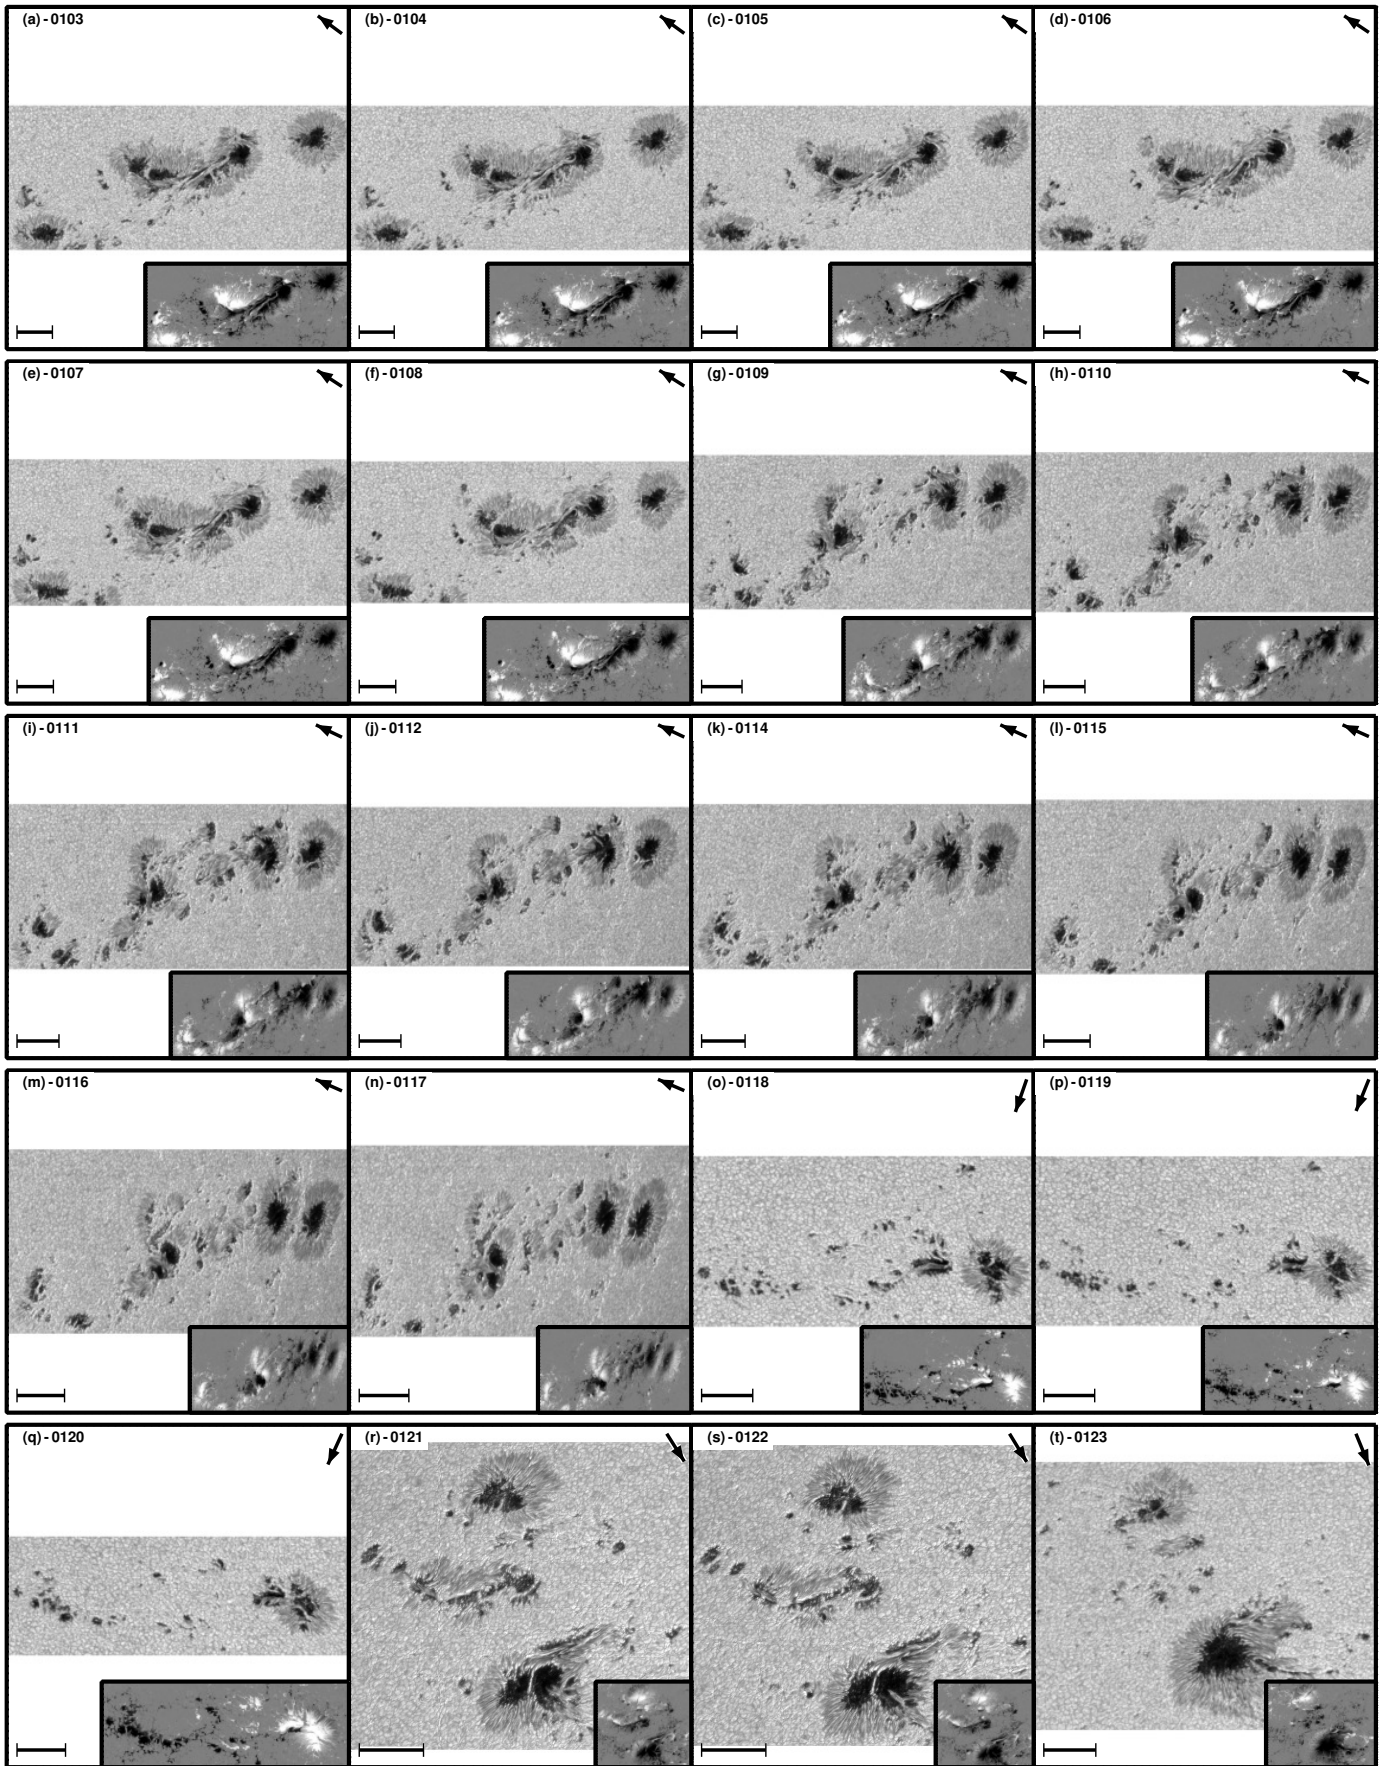 (a) - 0103
(b) - 0104
(c) - 0105
(d) - 0106
(e) - 0107
(f) - 0108
(g) - 0109
(h) - 0110
(i) - 0111
(j) - 0112
(k) - 0114
(l) - 0115
(m) - 0116
(n) - 0117
(o) - 0118
(p) - 0119
(q) - 0120
(r) - 0121
(s) - 0122
(t) - 0123